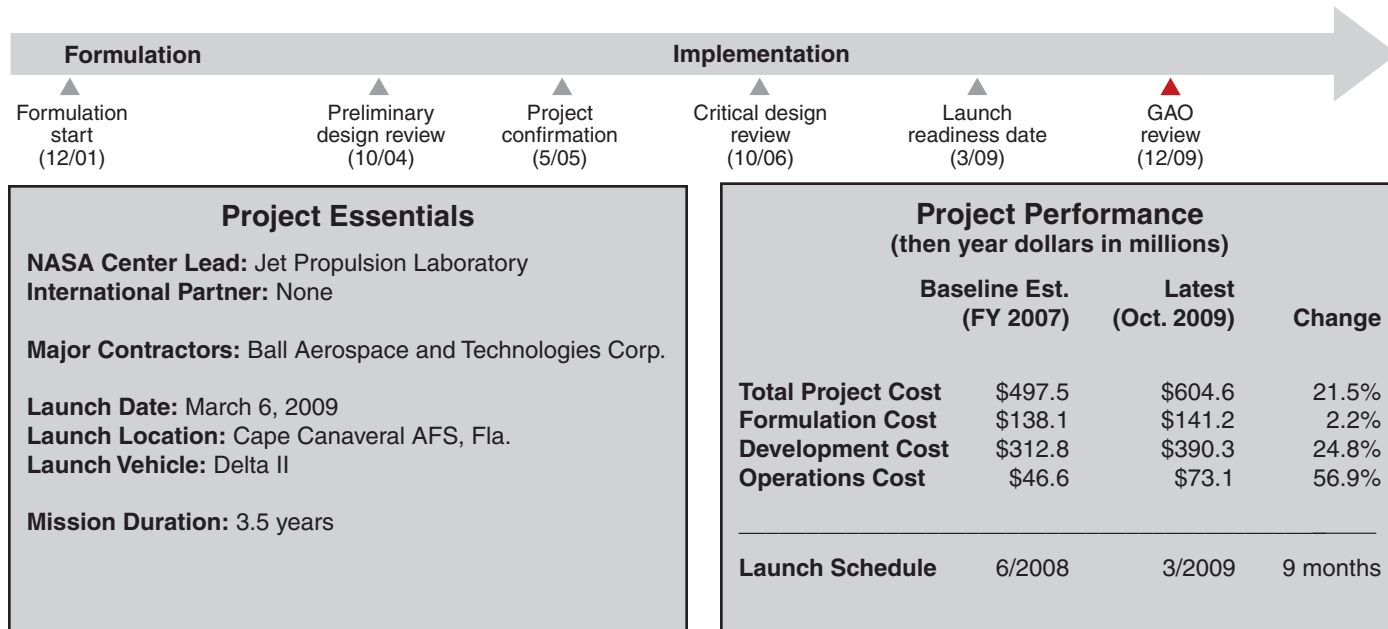 Formulation Implementation
Formulation start (12/01)
Preliminary design review (10/04)
Project confirmation (5/05)
Critical design review (10/06)
Launch readiness date (3/09)
GAO review (12/09)
Project Essentials
NASA Center Lead: Jet Propulsion Laboratory
International Partner: None
Major Contractors: Ball Aerospace and Technologies Corp.
Launch Date: March 6, 2009
Launch Location: Cape Canaveral AFS, Fla.
Launch Vehicle: Delta II
Mission Duration: 3.5 years
Project Performance
(then year dollars in millions)
Baseline Est. Latest
(FY 2007) (Oct. 2009) Change
Total Project Cost $497.5 $604.6 21.5%
Formulation Cost $138.1 $141.2 2.2%
Development Cost $312.8 $390.3 24.8%
Operations Cost $46.6 $73.1 56.9%
Launch Schedule 6/2008 3/2009 9 months